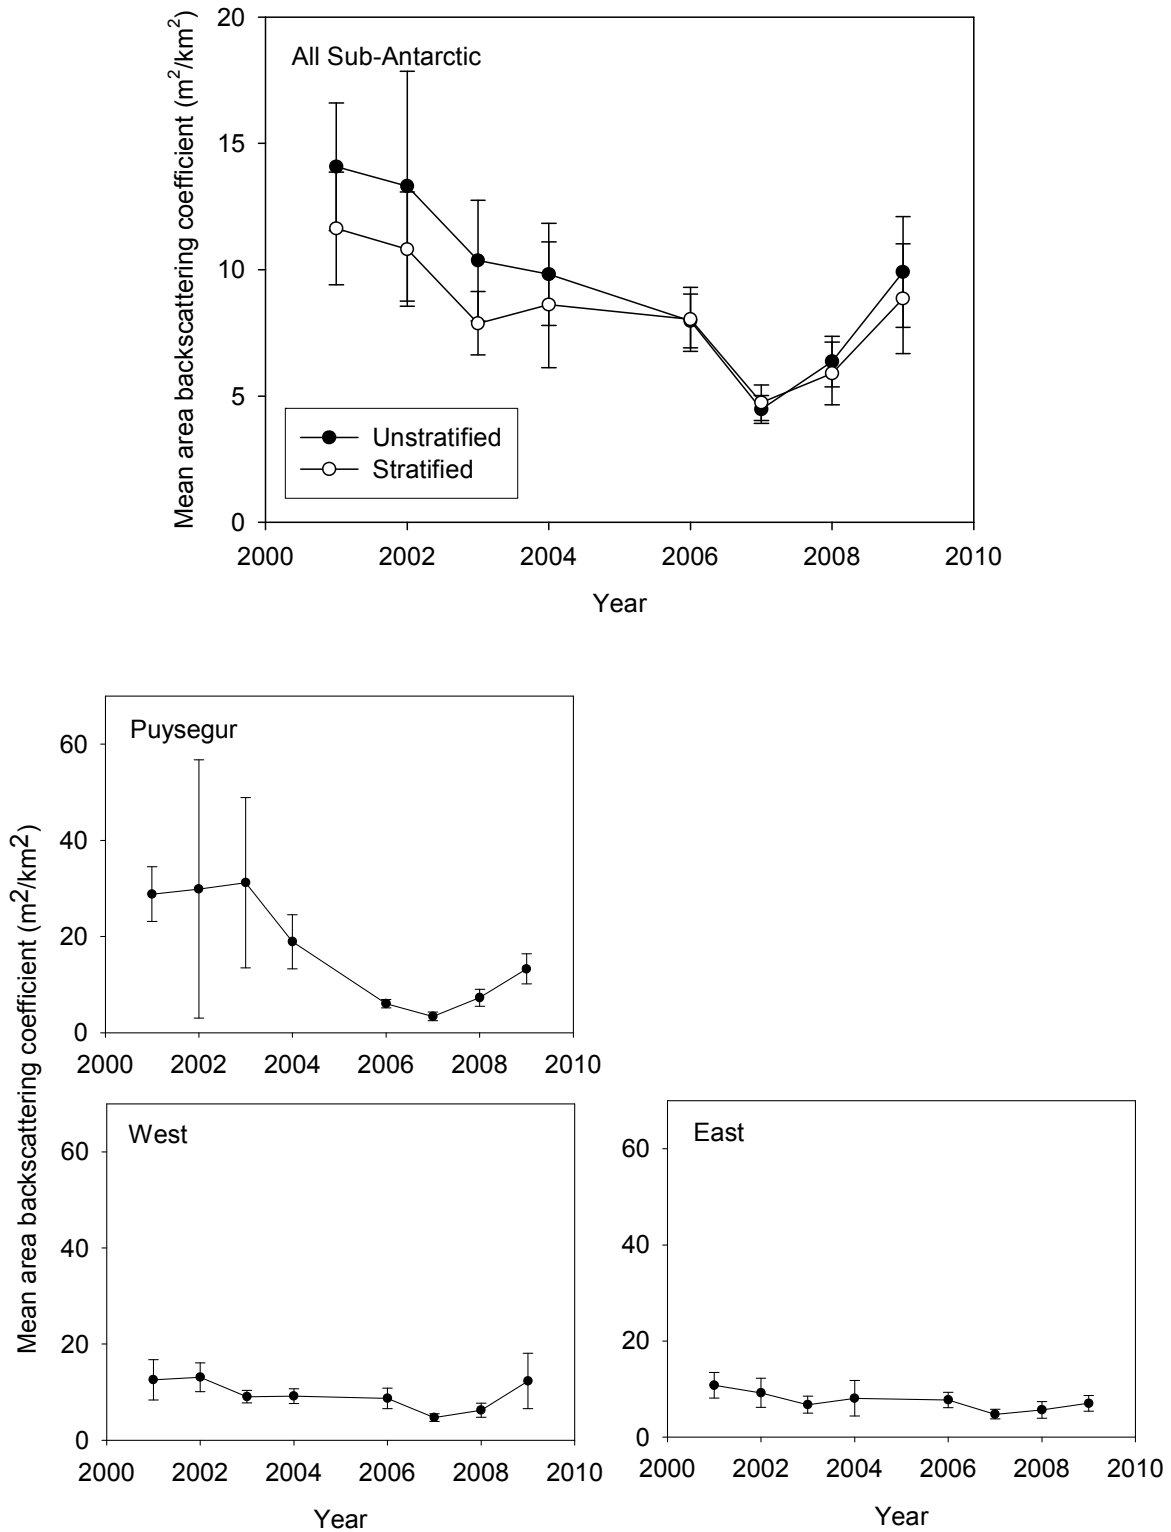 Mean area backscattering coefficient (m²/km²)
20
15
10
5
0
All Sub-Antarctic
Unstratified
Stratified
2000 2002 2004 2006 2008 2010
Year
Mean area backscattering coefficient (m²/km²)
Puysegur
60
40
20
0
2000 2002 2004 2006 2008 2010
West
60
40
20
0
2000 2002 2004 2006 2008 2010
Year
East
60
40
20
0
2000 2002 2004 2006 2008 2010
Year